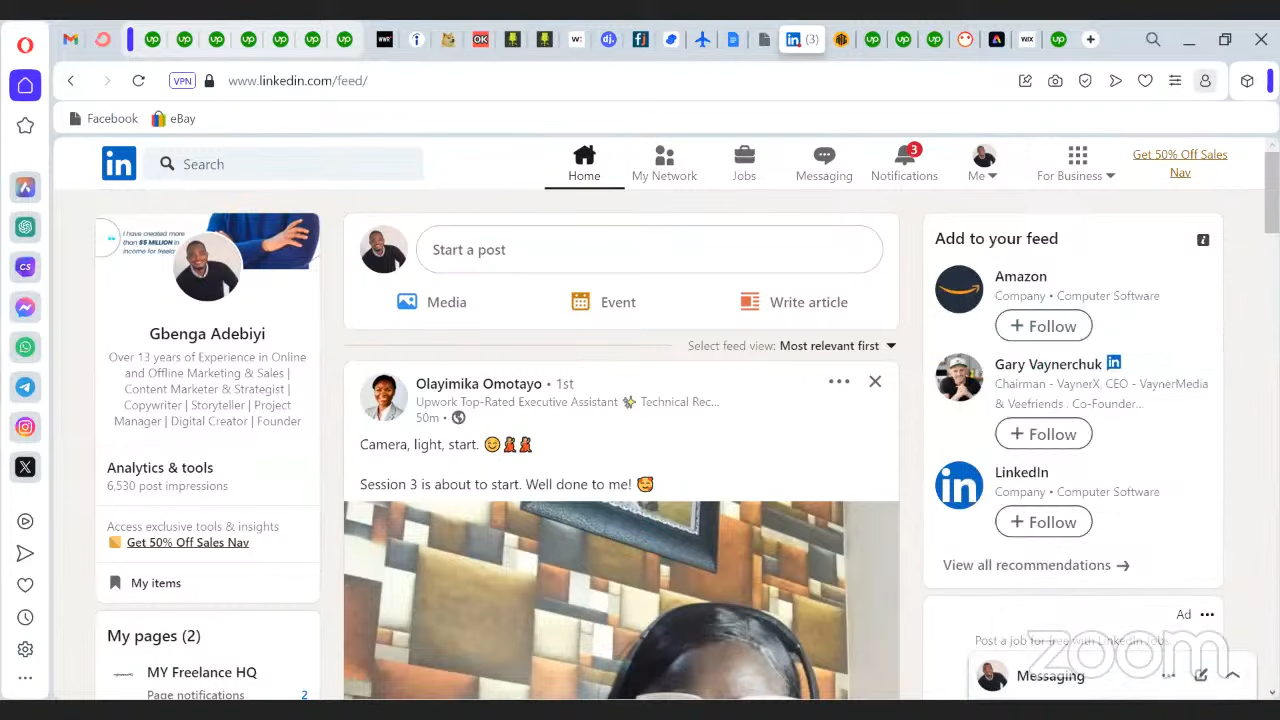 (3)
VPN
www.linkedin.com/feed/
Facebook
eBay
in
Search
Home
My Network
Jobs
Messaging
3
Notifications
Me
For Business
Get 50% Off Sales
Nav
I have created more
than $5 MILLION in
Gbenga Adebiyi
Over 13 years of Experience in Online
and Offline Marketing & Sales |
Content Marketer & Strategist |
Copywriter | Storyteller | Project
Manager | Digital Creator | Founder
Analytics & tools
6,530 post impressions
Access exclusive tools & insights
Get 50% Off Sales Nav
My items
My pages (2)
MY Freelance HQ
Page notifications
2
Start a post
Media
Event
Write article
Select feed view: Most relevant first
Olayimika Omotayo • 1st
Upwork Top-Rated Executive Assistant ✨ Technical Rec...
50m •
Camera, light, start. 😊💃💃
Session 3 is about to start. Well done to me! 🥰
Add to your feed
Amazon
Company • Computer Software
+ Follow
Gary Vaynerchuk in
Chairman - VaynerX, CEO - VaynerMedia
& Veefriends , Co-Founder...
+ Follow
in
LinkedIn
Company • Computer Software
+ Follow
View all recommendations →
Ad •••
Post a job for free with LinkedIn Jobs
Messaging
zoom